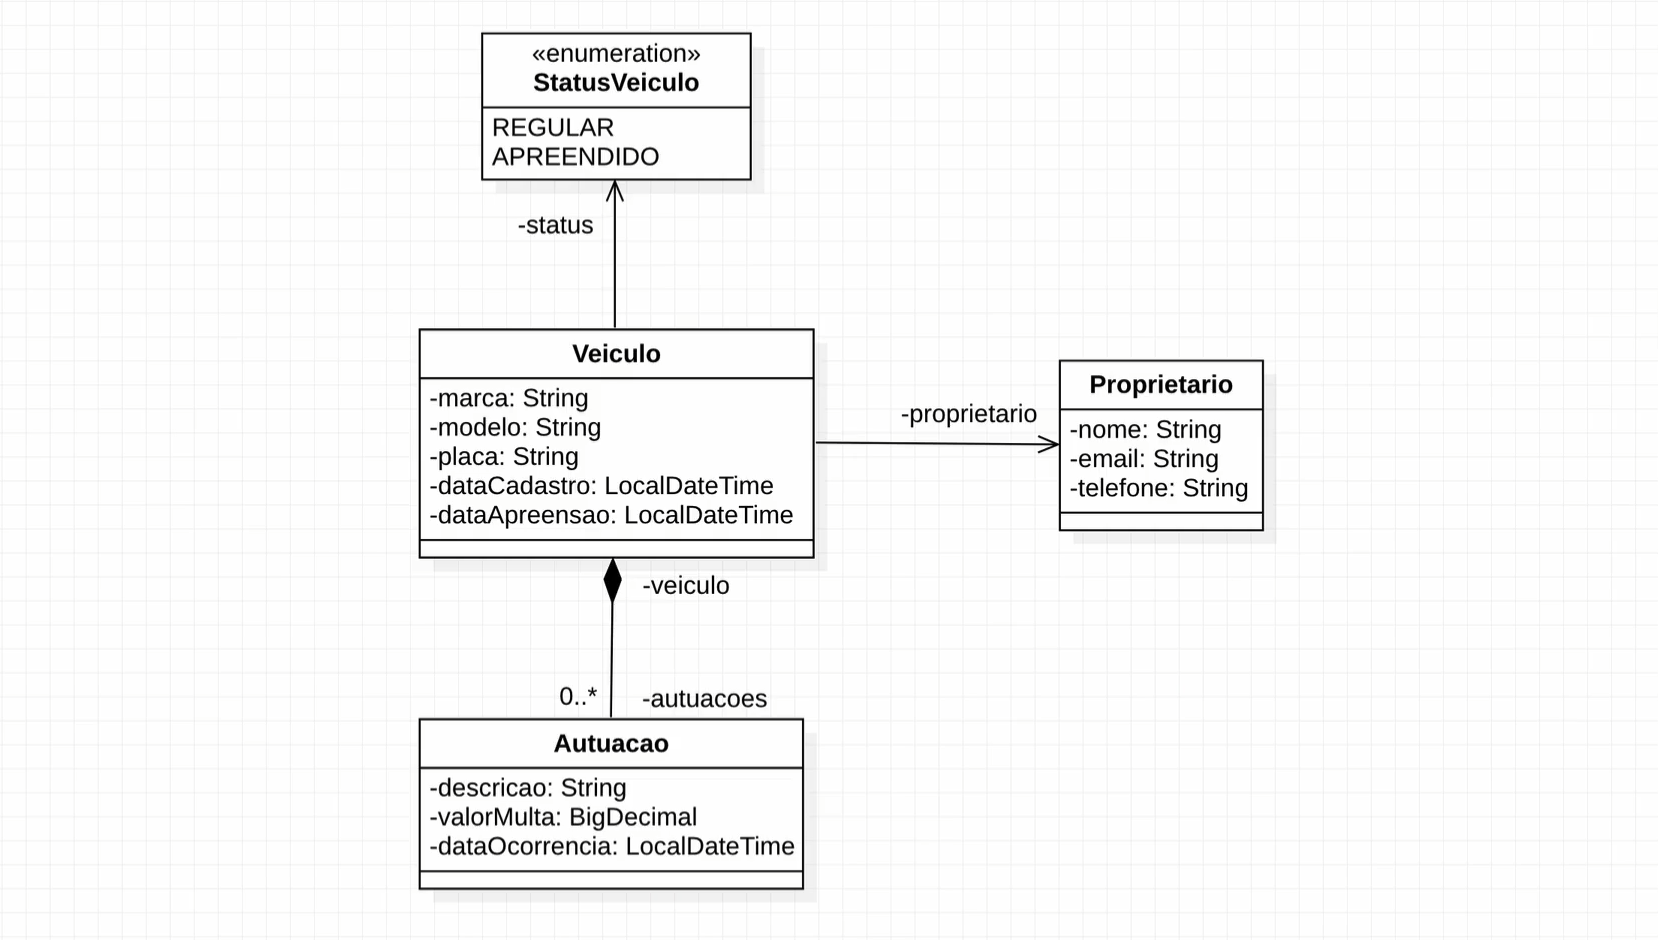 «enumeration»
StatusVeiculo
REGULAR
APREENDIDO
-status
Veiculo
-marca: String
-modelo: String
-placa: String
-dataCadastro: LocalDateTime
-dataApreensao: LocalDateTime
-proprietario
Proprietario
-nome: String
-email: String
-telefone: String
-veiculo
0..*
-autuacoes
Autuacao
-descricao: String
-valorMulta: BigDecimal
-dataOcorrencia: LocalDateTime